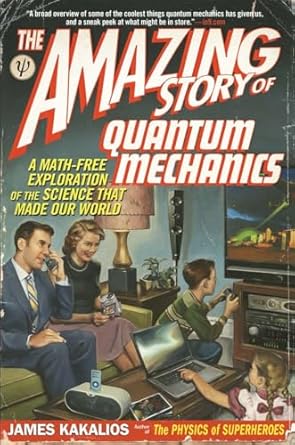 "A broad overview of some of the coolest things quantum mechanics has given us,
and a sneak peek at what might be in store." —io9.com
THE
AMAZING
STORY OF
QUANTUM
MECHANICS
ψ
A MATH-FREE
EXPLORATION
OF THE SCIENCE THAT
MADE OUR WORLD
JAMES KAKALIOS
Author of The PHYSICS OF SUPERHEROES